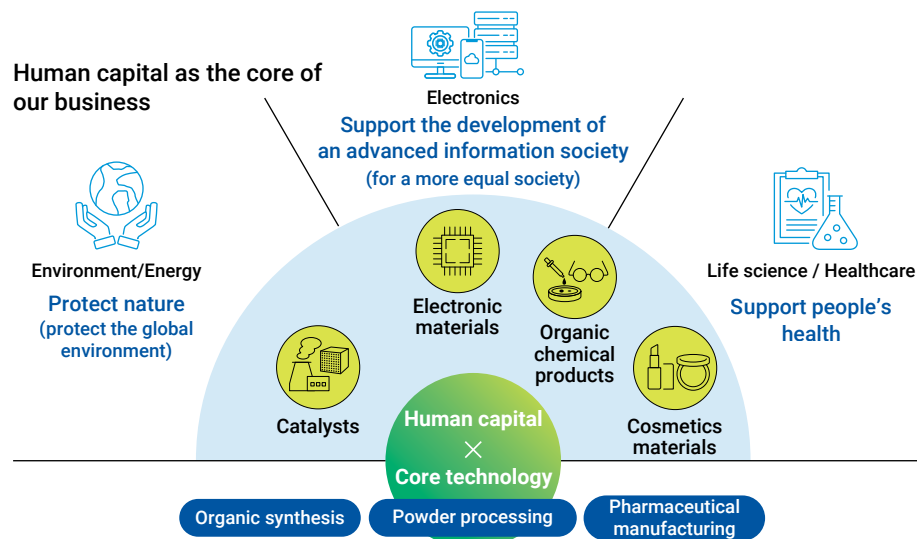 Human capital as the core of
our business
Electronics
Support the development of
an advanced information society
(for a more equal society)
Environment/Energy
Protect nature
(protect the global
environment)
Life science / Healthcare
Support people’s
health
Catalysts
Electronic
materials
Organic
chemical
products
Cosmetics
materials
Human capital
×
Core technology
Organic synthesis
Powder processing
Pharmaceutical
manufacturing